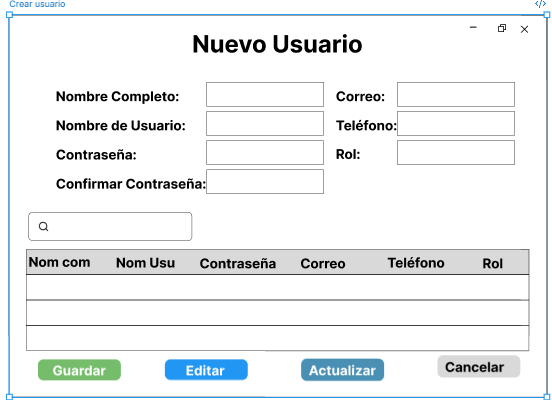 Crear usuario </>
Nuevo Usuario
Nombre Completo: Correo:
Nombre de Usuario: Teléfono:
Contraseña: Rol:
Confirmar Contraseña:
Nom com Nom Usu Contraseña Correo Teléfono Rol
Guardar Editar Actualizar Cancelar